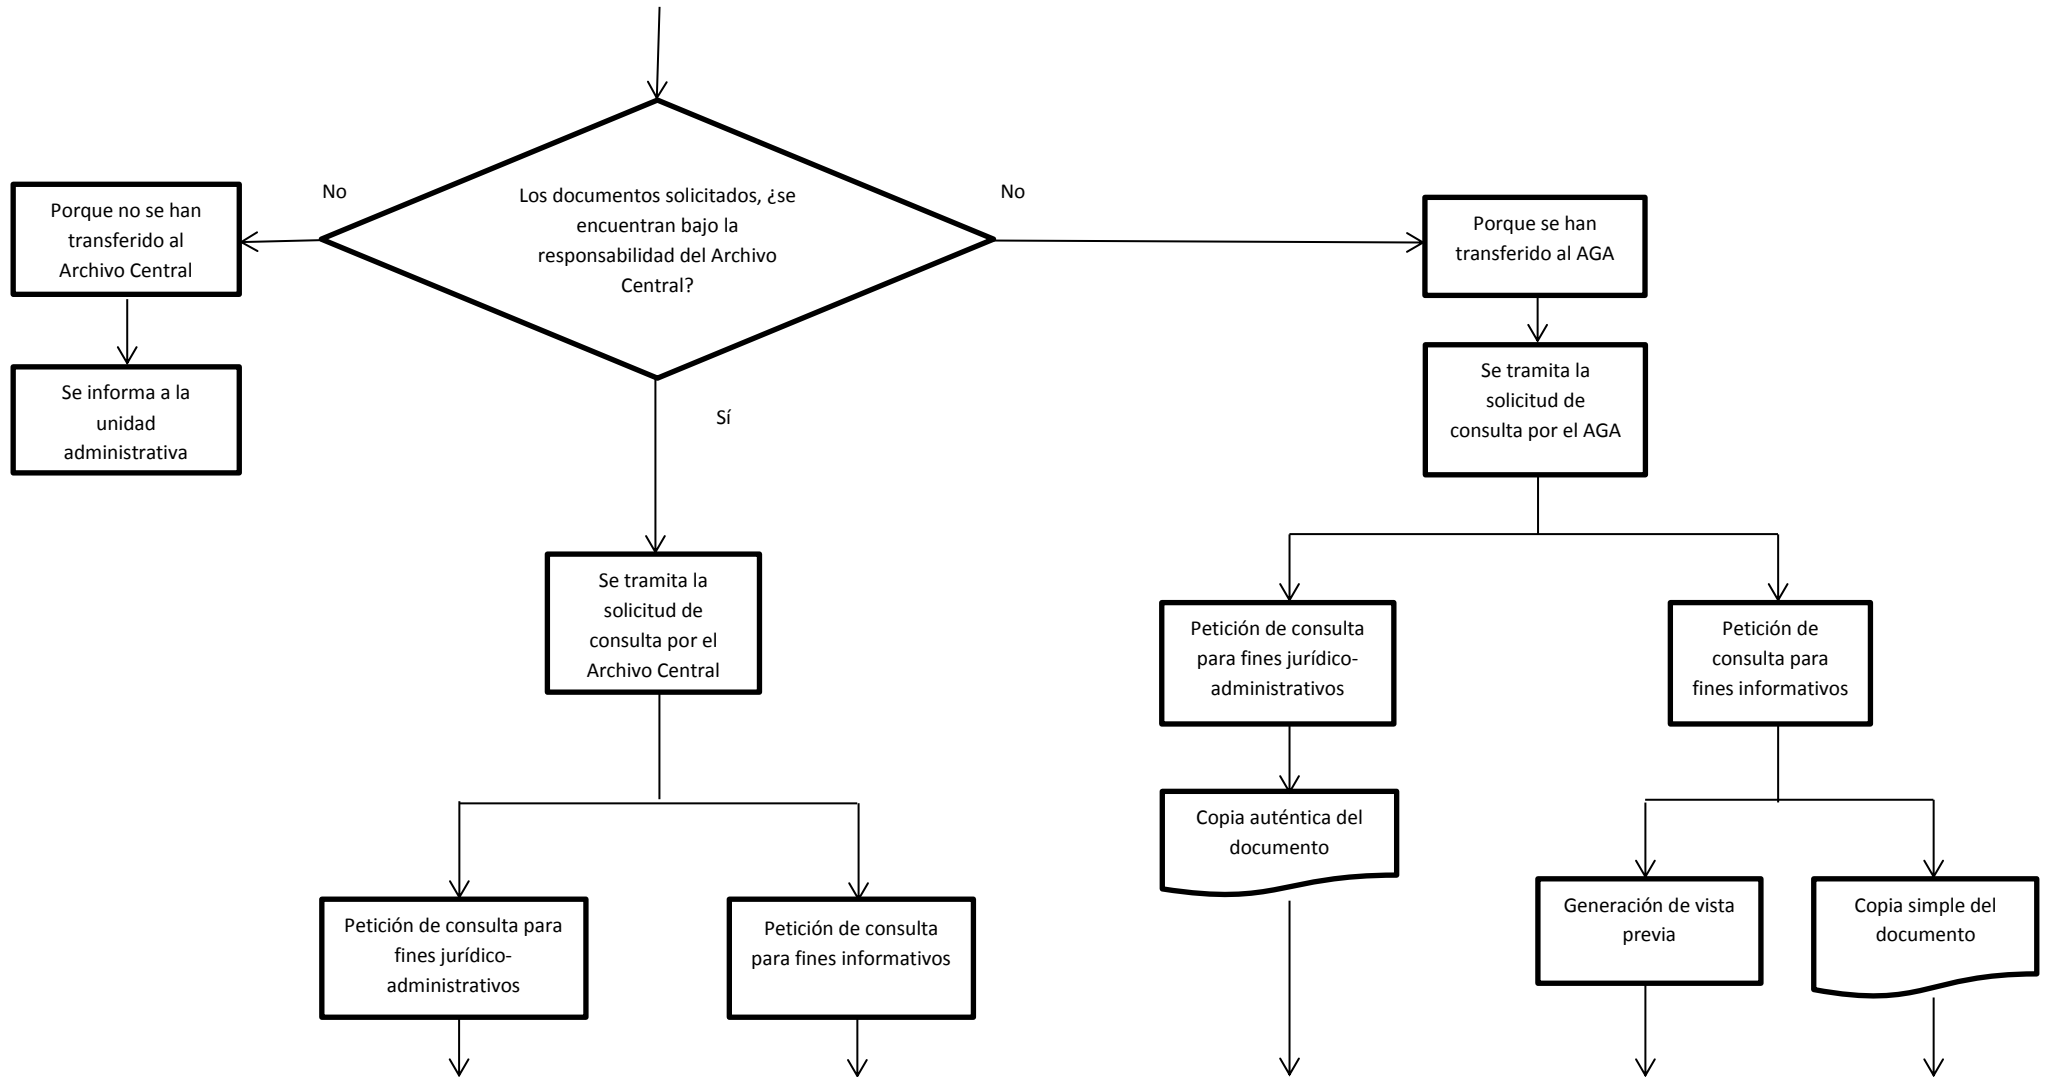 No
Los documentos solicitados, ¿se
encuentran bajo la
responsabilidad del Archivo
Central?
No
Porque no se han
transferido al
Archivo Central
Porque se han
transferido al AGA
Se informa a la
unidad
administrativa
Se tramita la
solicitud de
consulta por el AGA
Sí
Se tramita la
solicitud de
consulta por el
Archivo Central
Petición de consulta
para fines jurídico-
administrativos
Petición de
consulta para
fines informativos
Copia auténtica del
documento
Petición de consulta para
fines jurídico-
administrativos
Petición de consulta
para fines informativos
Generación de vista
previa
Copia simple del
documento